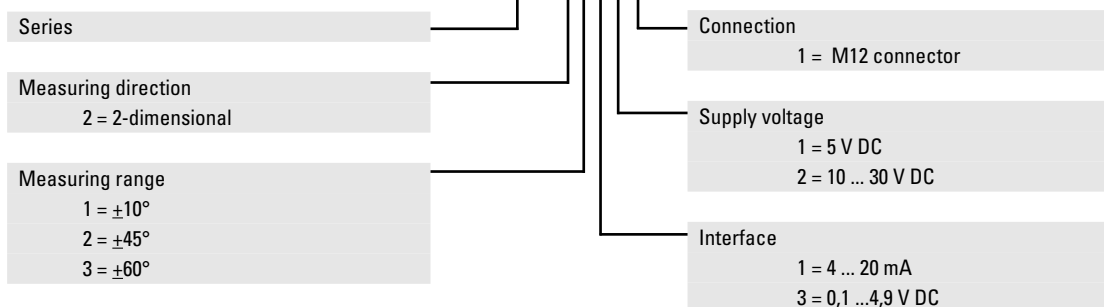 Series
Measuring direction
2 = 2-dimensional
Measuring range
1 = ±10°
2 = ±45°
3 = ±60°
Connection
1 = M12 connector
Supply voltage
1 = 5 V DC
2 = 10 ... 30 V DC
Interface
1 = 4 ... 20 mA
3 = 0,1 ...4,9 V DC